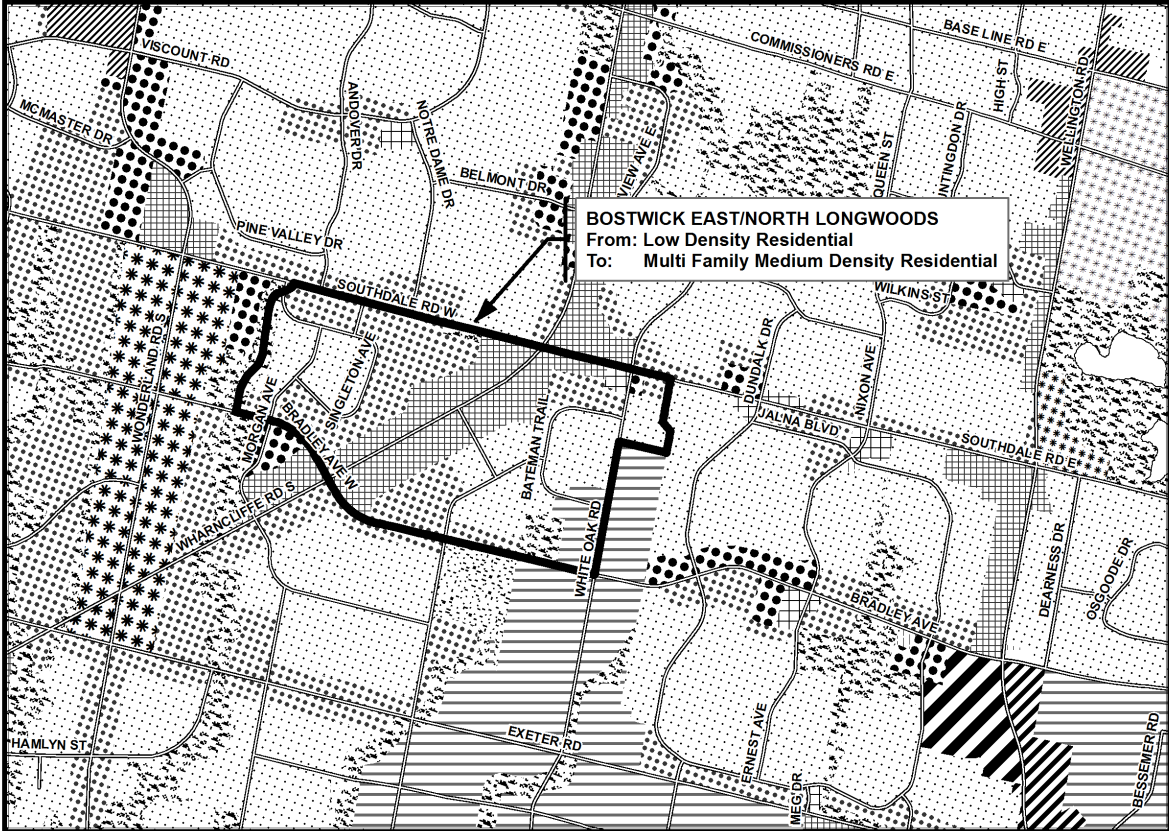 BASE LINE RD E
COMMISSIONERS RD E
VISCOUNT RD
HIGH ST
WELLINGTON RD
MCMASTER DR
ANDOVER DR
NOTRE DAME DR
QUEEN ST
VIEW AVE E
BELMONT DR
BOSTWICK EAST/NORTH LONGWOODS
From: Low Density Residential
To: Multi Family Medium Density Residential
PINE VALLEY DR
SOUTHDALE RD W
WILKINS ST
WONDERLAND RD S
SINGLETON AVE
DUNDALK DR
NIXON AVE
MORGAN AVE
BRADLEY AVE W
BATEMAN TRAIL
JALNA BLVD
SOUTHDALE RD E
WHARNCLIFFE RD S
WHITE OAK RD
DEARNESS DR
OSGOODE DR
BRADLEY AVE
HAMLYN ST
EXETER RD
ERNEST AVE
MEG DR
BESSEMER RD